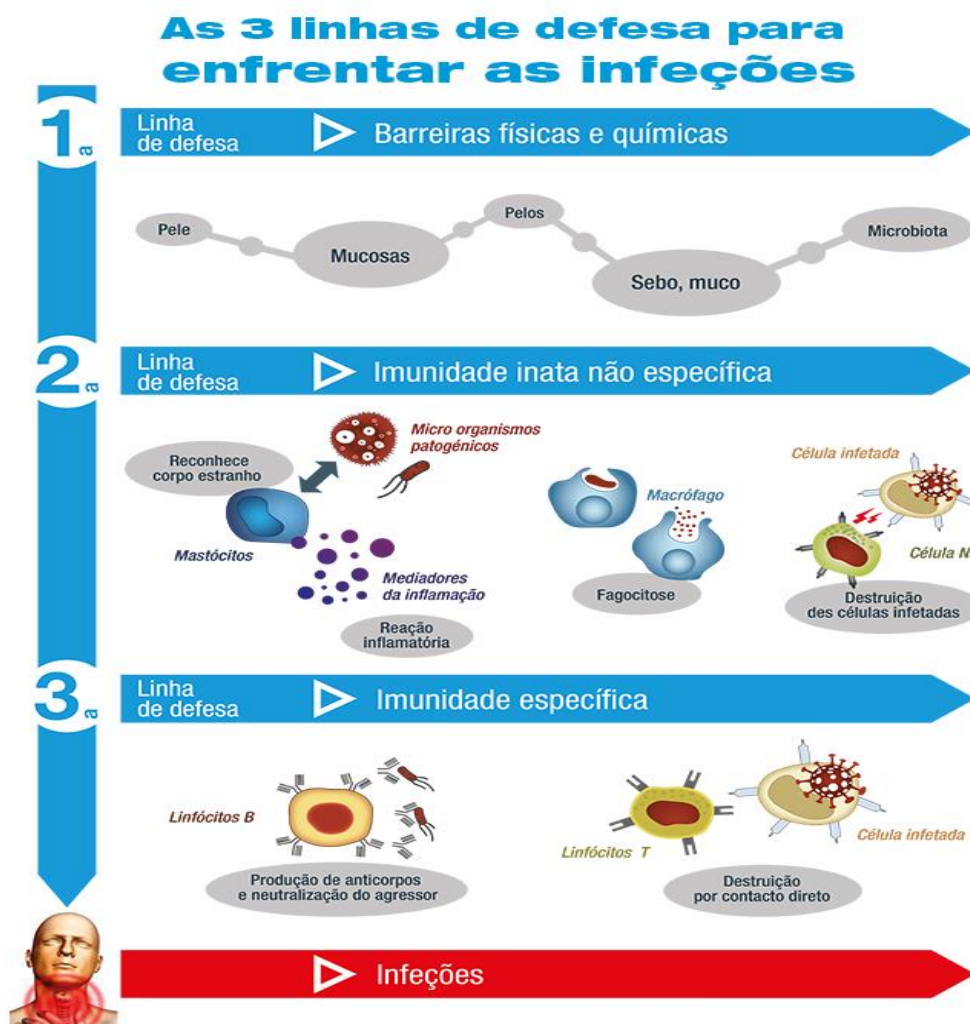 As 3 linhas de defesa para
enfrentar as infeções
1a
Linha
de defesa
Barreiras físicas e químicas
Pele
Mucosas
Pelos
Sebo, muco
Microbiota
2a
Linha
de defesa
Imunidade inata não específica
Reconhece
corpo estranho
Micro organismos
patogénicos
Mastócitos
Mediadores
da inflamação
Reação
inflamatória
Macrófago
Fagocitose
Célula infetada
Célula N
Destruição
des células infetadas
3a
Linha
de defesa
Imunidade específica
Linfócitos B
Produção de anticorpos
e neutralização do agressor
Linfócitos T
Célula infetada
Destruição
por contacto direto
Infeções